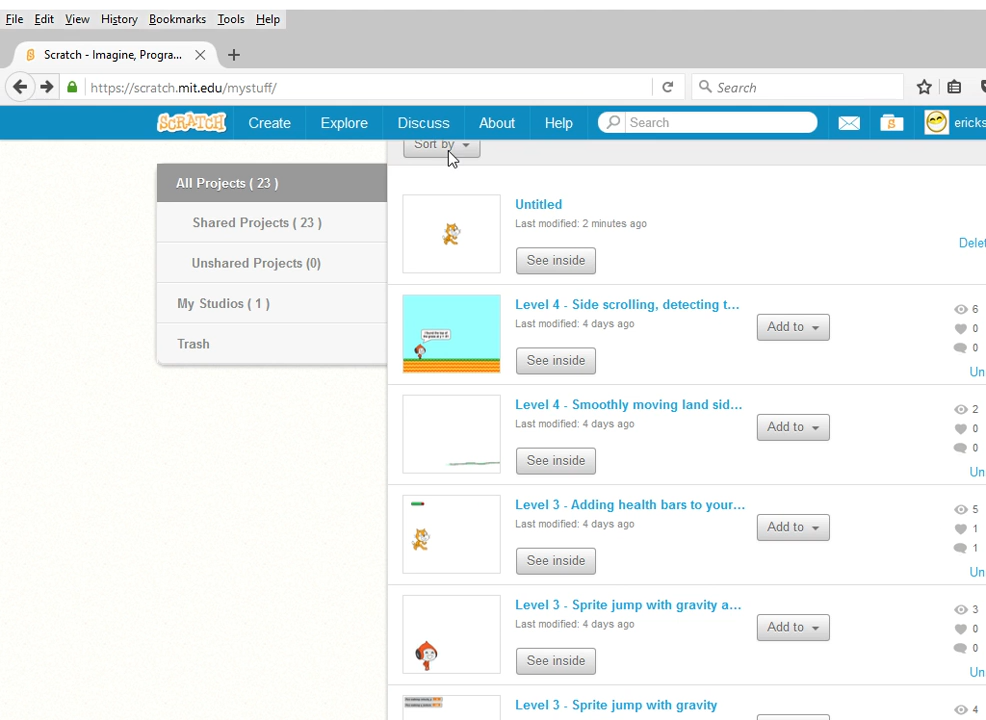 File Edit View History Bookmarks Tools Help
Scratch - Imagine, Progra...
https://scratch.mit.edu/mystuff/
Search
SCRATCH Create Explore Discuss About Help Search ericks
Sort by
All Projects ( 23 )
Shared Projects ( 23 )
Unshared Projects (0)
My Studios ( 1 )
Trash
Untitled
Last modified: 2 minutes ago
See inside
Delet
Level 4 - Side scrolling, detecting t...
Last modified: 4 days ago
See inside
Add to
6
0
0
Un
Level 4 - Smoothly moving land sid...
Last modified: 4 days ago
See inside
Add to
2
0
0
Un
Level 3 - Adding health bars to your...
Last modified: 4 days ago
See inside
Add to
5
1
1
Un
Level 3 - Sprite jump with gravity a...
Last modified: 4 days ago
See inside
Add to
3
0
0
Un
Level 3 - Sprite jump with gravity
4